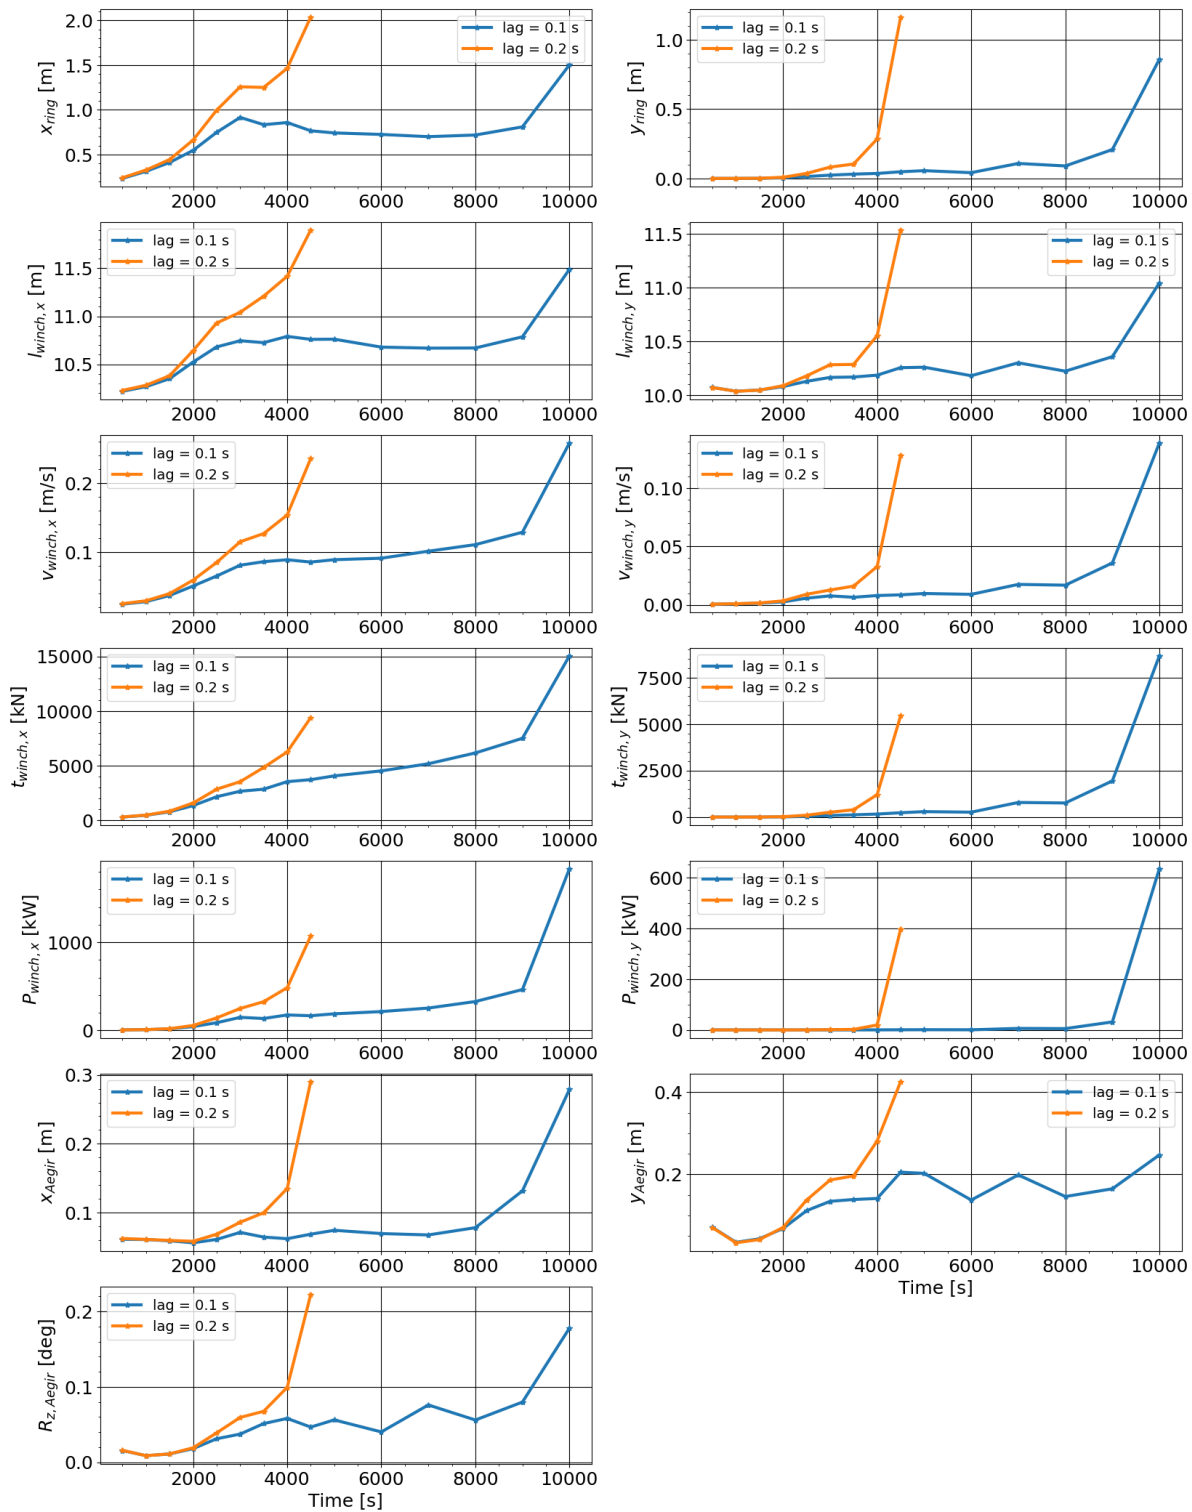 x_ring [m]
2.0
1.5
1.0
0.5
lag = 0.1 s
lag = 0.2 s
2000 4000 6000 8000 10000
y_ring [m]
1.0
0.5
0.0
lag = 0.1 s
lag = 0.2 s
2000 4000 6000 8000 10000
l_winch,x [m]
11.5
11.0
10.5
lag = 0.1 s
lag = 0.2 s
2000 4000 6000 8000 10000
l_winch,y [m]
11.5
11.0
10.5
10.0
lag = 0.1 s
lag = 0.2 s
2000 4000 6000 8000 10000
v_winch,x [m/s]
0.2
0.1
lag = 0.1 s
lag = 0.2 s
2000 4000 6000 8000 10000
v_winch,y [m/s]
0.10
0.05
0.00
lag = 0.1 s
lag = 0.2 s
2000 4000 6000 8000 10000
t_winch,x [kN]
15000
10000
5000
0
lag = 0.1 s
lag = 0.2 s
2000 4000 6000 8000 10000
t_winch,y [kN]
7500
5000
2500
0
lag = 0.1 s
lag = 0.2 s
2000 4000 6000 8000 10000
P_winch,x [kW]
1000
0
lag = 0.1 s
lag = 0.2 s
2000 4000 6000 8000 10000
P_winch,y [kW]
600
400
200
0
lag = 0.1 s
lag = 0.2 s
2000 4000 6000 8000 10000
x_Aegir [m]
0.3
0.2
0.1
lag = 0.1 s
lag = 0.2 s
2000 4000 6000 8000 10000
y_Aegir [m]
0.4
0.2
lag = 0.1 s
lag = 0.2 s
2000 4000 6000 8000 10000
Time [s]
R_z,Aegir [deg]
0.2
0.1
0.0
lag = 0.1 s
lag = 0.2 s
2000 4000 6000 8000 10000
Time [s]